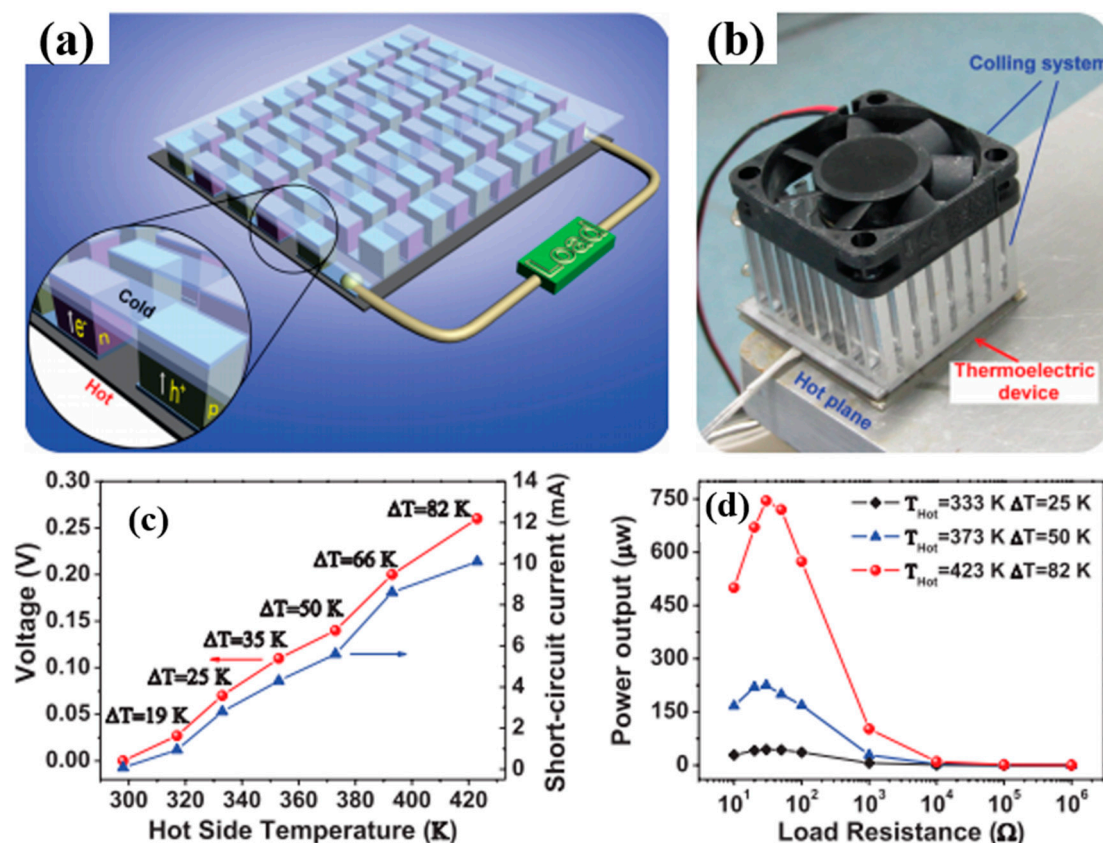 (a)
Load
Cold
↑e⁻ n
↑h⁺ p
Hot
(b)
Colling system
Thermoelectric
device
Hot plane
(c)
Voltage (V)
0.30
0.25
0.20
0.15
0.10
0.05
0.00
ΔT=82 K
ΔT=66 K
ΔT=50 K
ΔT=35 K
ΔT=25 K
ΔT=19 K
14
12
10
8
6
4
2
0
Short-circuit current (mA)
300 320 340 360 380 400 420
Hot Side Temperature (K)
(d)
Power output (μw)
750
600
450
300
150
0
T_Hot=333 K ΔT=25 K
T_Hot=373 K ΔT=50 K
T_Hot=423 K ΔT=82 K
10¹ 10² 10³ 10⁴ 10⁵ 10⁶
Load Resistance (Ω)